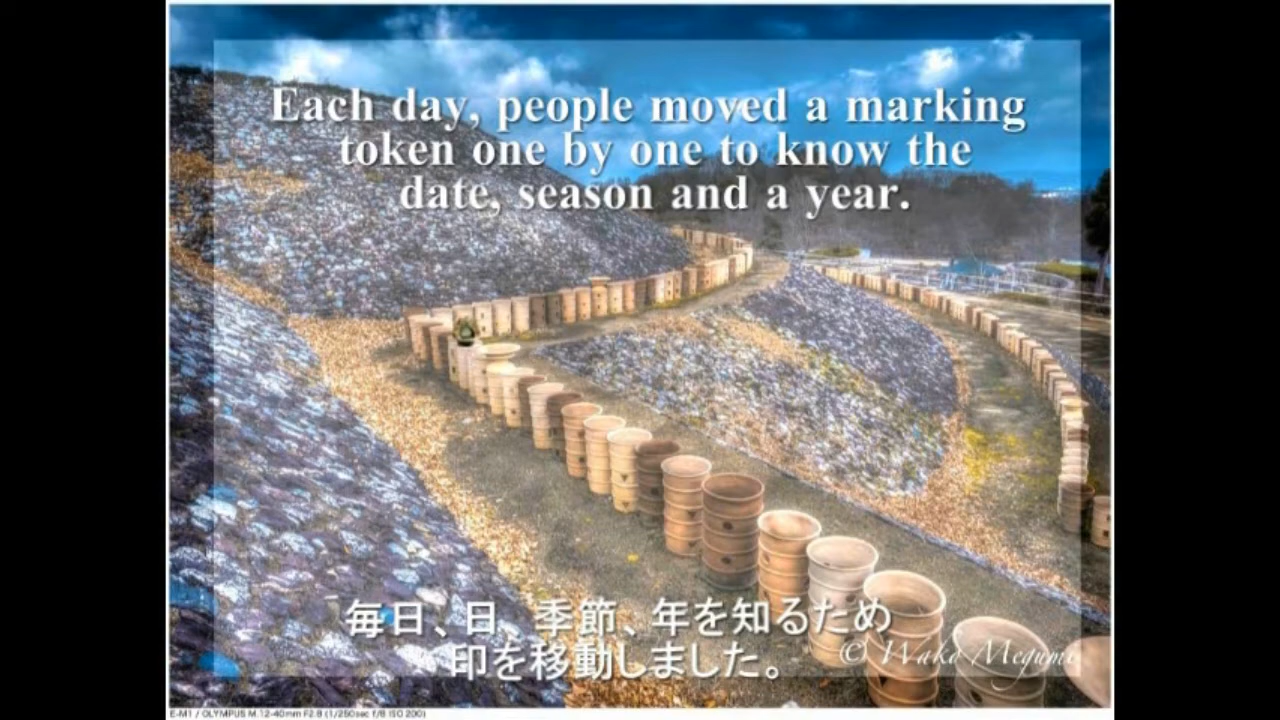 Each day, people moved a marking
token one by one to know the
date, season and a year.
毎日、日、季節、年を知るため
印を移動しました。
© Wako Megumi
E-M1 / OLYMPUS M.12-40mm F2.8 (1/250sec f/8 ISO 200)